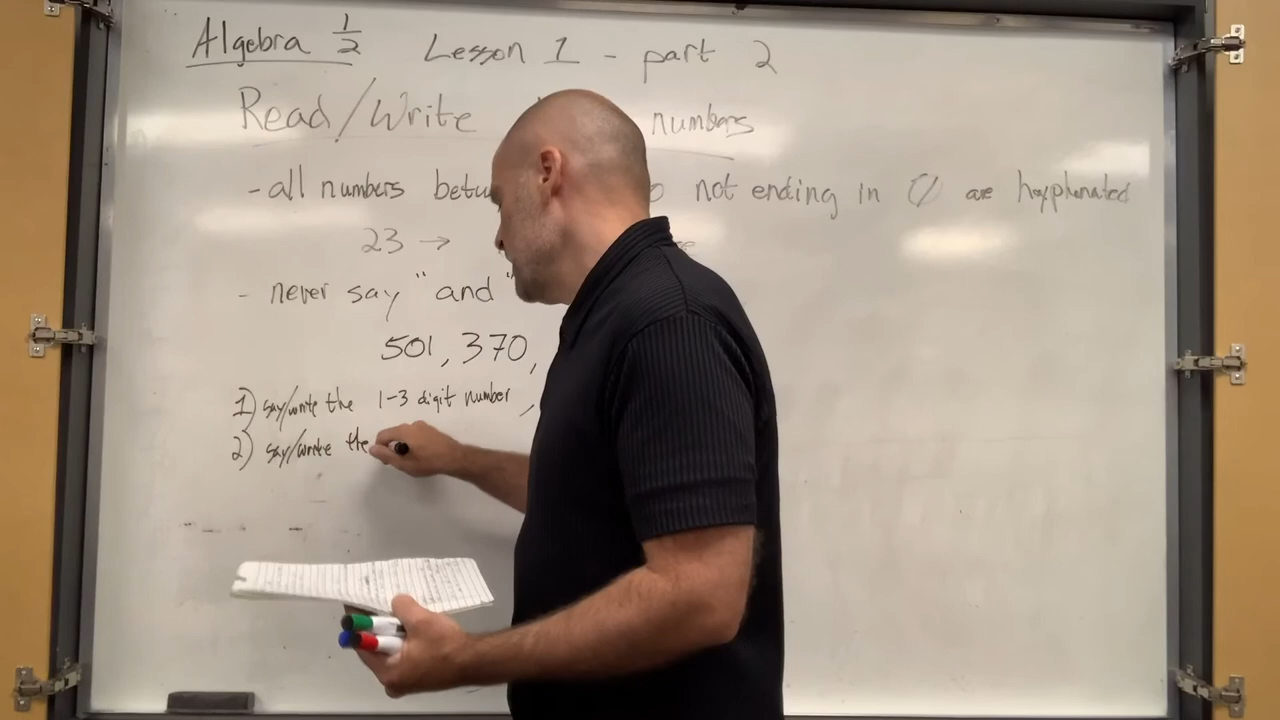 Algebra 1/2 Lesson 1 - part 2
Read/Write numbers
- all numbers not ending in 0 are hyphenated
23 →
- never say "and"
501, 370,
1) say/write the 1-3 digit number,
2) say/write the